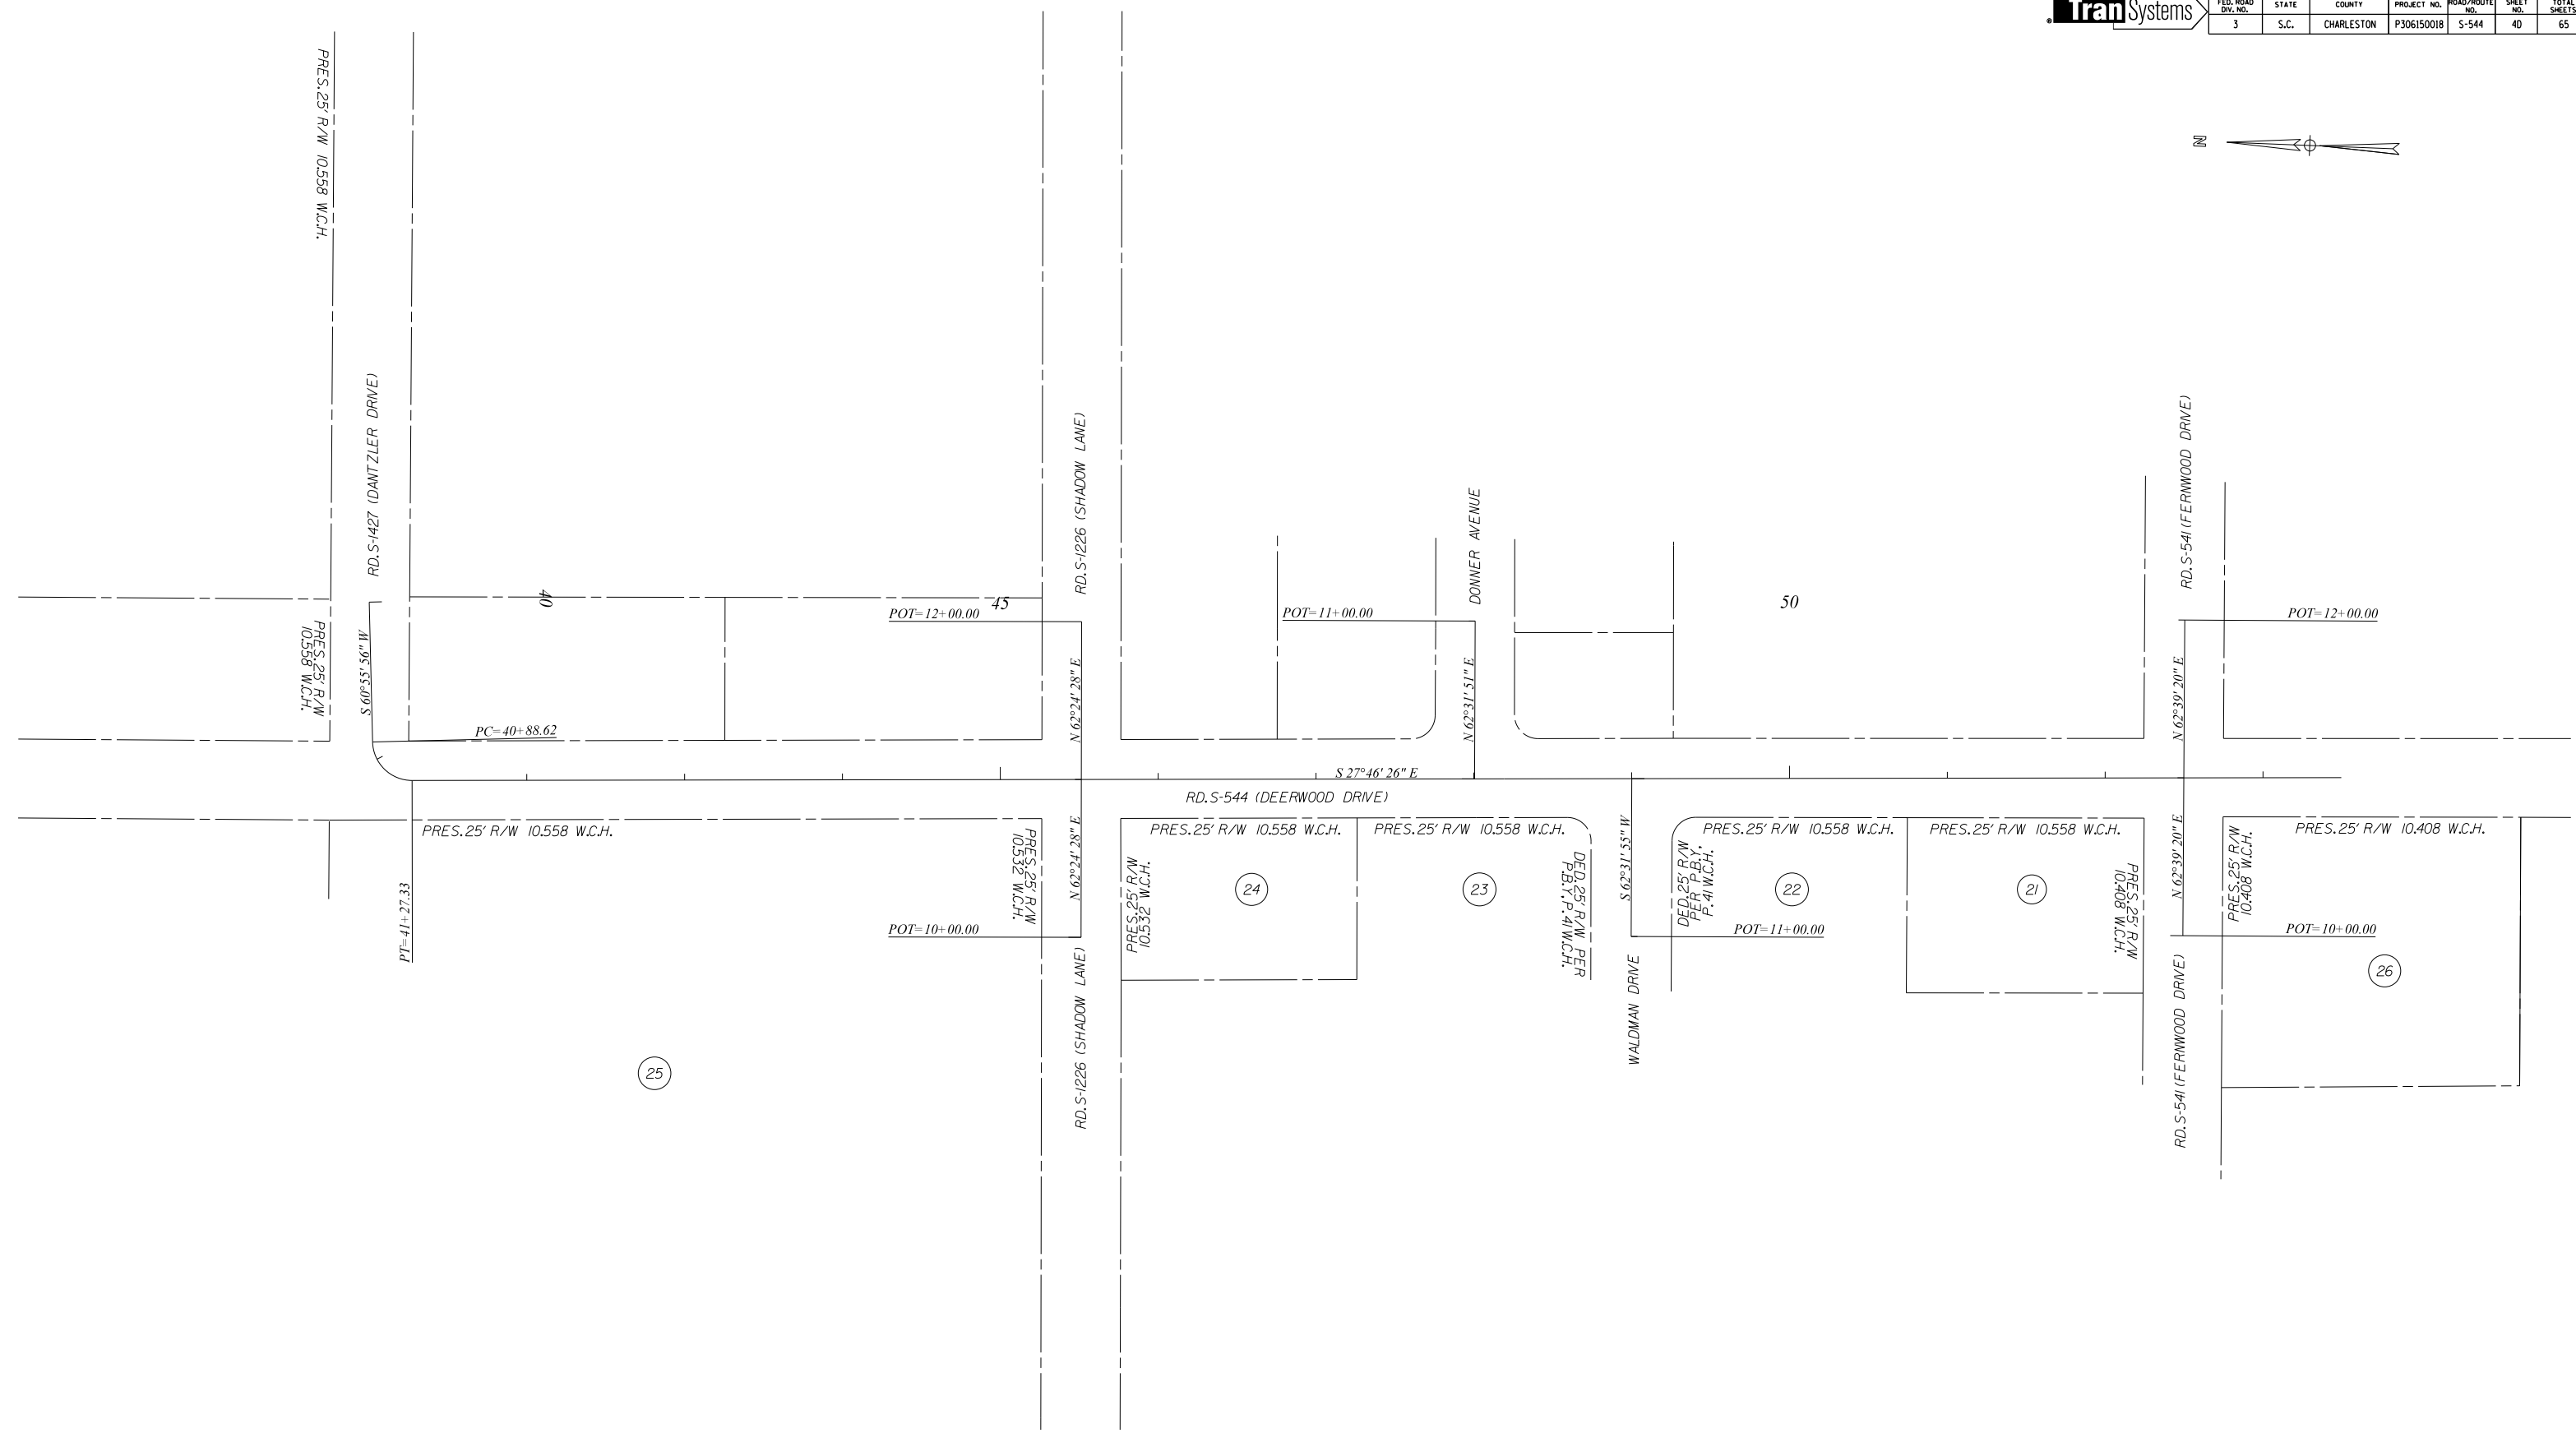 Tran Systems
®
FED. ROAD DIV. NO.
STATE
COUNTY
PROJECT NO.
ROAD/ROUTE NO.
SHEET NO.
TOTAL SHEETS
3
S.C.
CHARLESTON
P306150018
S-544
4D
65
N
PRES. 25' R/W 10.558 W.C.H.
RD. S-1427 (DANTZLER DRIVE)
RD. S-1226 (SHADOW LANE)
DONNER AVENUE
RD. S-541 (FERNWOOD DRIVE)
40
45
50
POT=12+00.00
POT=11+00.00
POT=12+00.00
PRES. 25' R/W
10.558 W.C.H.
S 60°55' 56" W
PC=40+88.62
N 62°24' 28" E
N 62°31' 51" E
N 62°39' 20" E
S 27°46' 26" E
RD. S-544 (DEERWOOD DRIVE)
PRES. 25' R/W 10.558 W.C.H.
PRES. 25' R/W 10.558 W.C.H.
PRES. 25' R/W 10.558 W.C.H.
PRES. 25' R/W 10.558 W.C.H.
PRES. 25' R/W 10.558 W.C.H.
PRES. 25' R/W 10.408 W.C.H.
PT=41+27.33
PRES. 25' R/W
10.532 W.C.H.
N 62°24' 28" E
PRES. 25' R/W
10.532 W.C.H.
24
23
DED. 25' R/W PER
P.B.Y, P. 41 W.C.H.
S 62°31' 55" W
DED. 25' R/W
PER P.B.Y,
P. 41 W.C.H.
22
21
PRES. 25' R/W
10.408 W.C.H.
N 62°39' 20" E
PRES. 25' R/W
10.408 W.C.H.
POT=10+00.00
POT=11+00.00
POT=10+00.00
26
RD. S-1226 (SHADOW LANE)
WALDMAN DRIVE
RD. S-541 (FERNWOOD DRIVE)
25